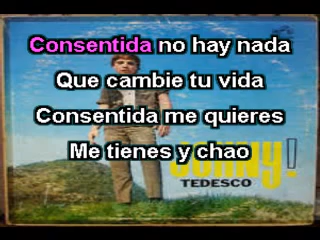 Consentida no hay nada
Que cambie tu vida
Consentida me quieres
Me tienes y chao
TEDESCO